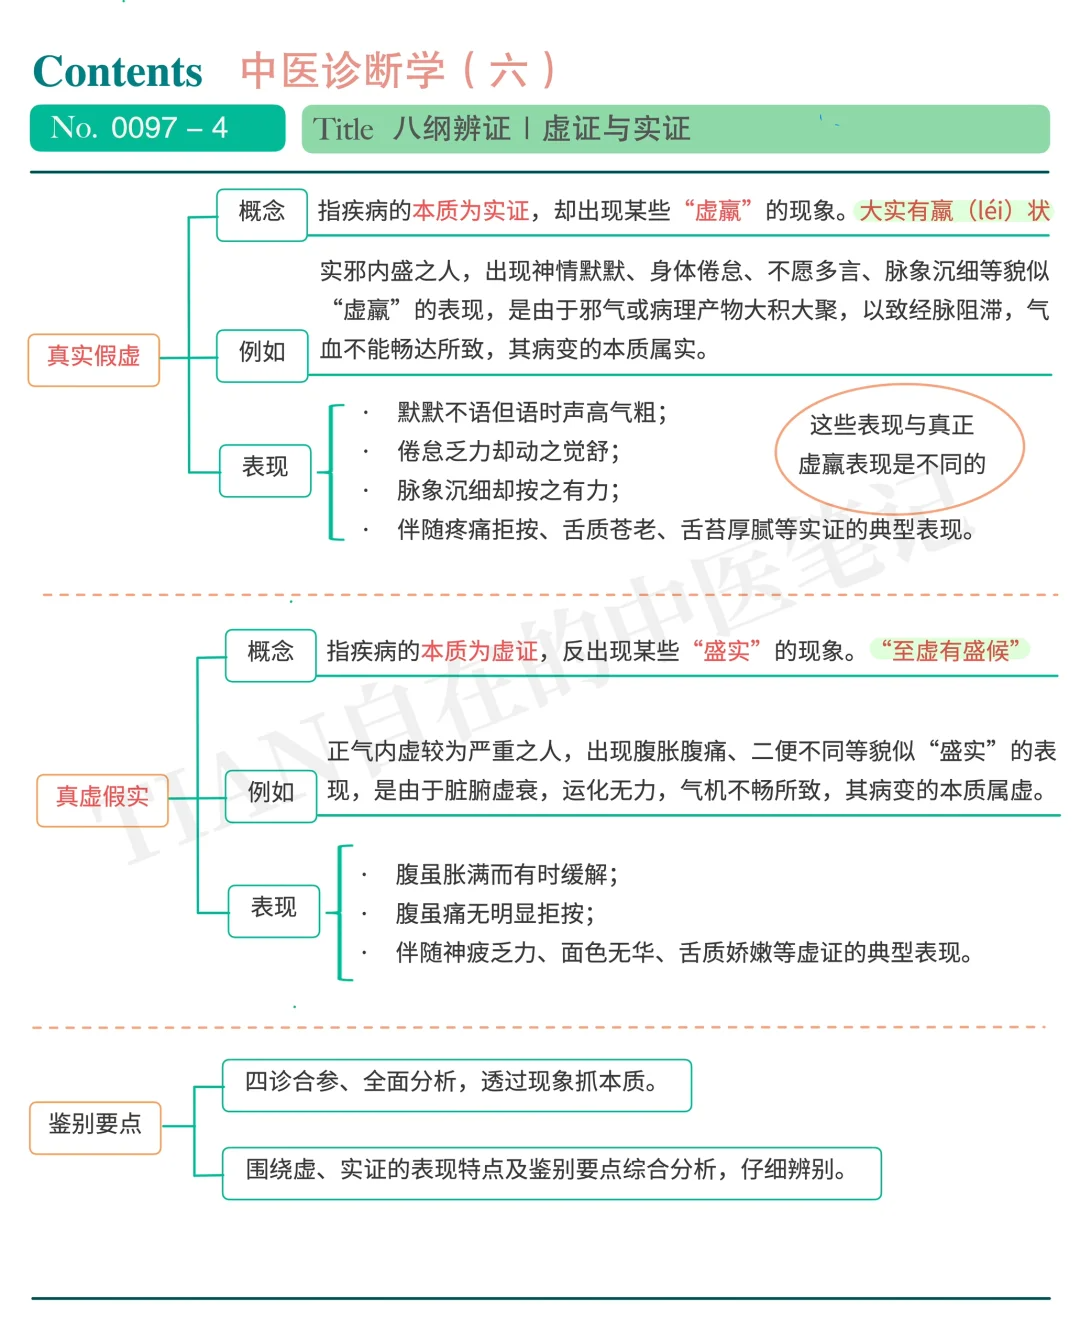 Contents 中医诊断学（六）
No. 0097 – 4
Title 八纲辨证 | 虚证与实证
真实假虚
概念
指疾病的本质为实证，却出现某些“虚羸”的现象。大实有羸（léi）状
例如
实邪内盛之人，出现神情默默、身体倦怠、不愿多言、脉象沉细等貌似
“虚羸”的表现，是由于邪气或病理产物大积大聚，以致经脉阻滞，气
血不能畅达所致，其病变的本质属实。
表现
· 默默不语但语时声高气粗；
· 倦怠乏力却动之觉舒；
· 脉象沉细却按之有力；
· 伴随疼痛拒按、舌质苍老、舌苔厚腻等实证的典型表现。
这些表现与真正
虚羸表现是不同的
真虚假实
概念
指疾病的本质为虚证，反出现某些“盛实”的现象。“至虚有盛候”
例如
正气内虚较为严重之人，出现腹胀腹痛、二便不同等貌似“盛实”的表
现，是由于脏腑虚衰，运化无力，气机不畅所致，其病变的本质属虚。
表现
· 腹虽胀满而有时缓解；
· 腹虽痛无明显拒按；
· 伴随神疲乏力、面色无华、舌质娇嫩等虚证的典型表现。
鉴别要点
四诊合参、全面分析，透过现象抓本质。
围绕虚、实证的表现特点及鉴别要点综合分析，仔细辨别。
TIAN自在的中医笔记